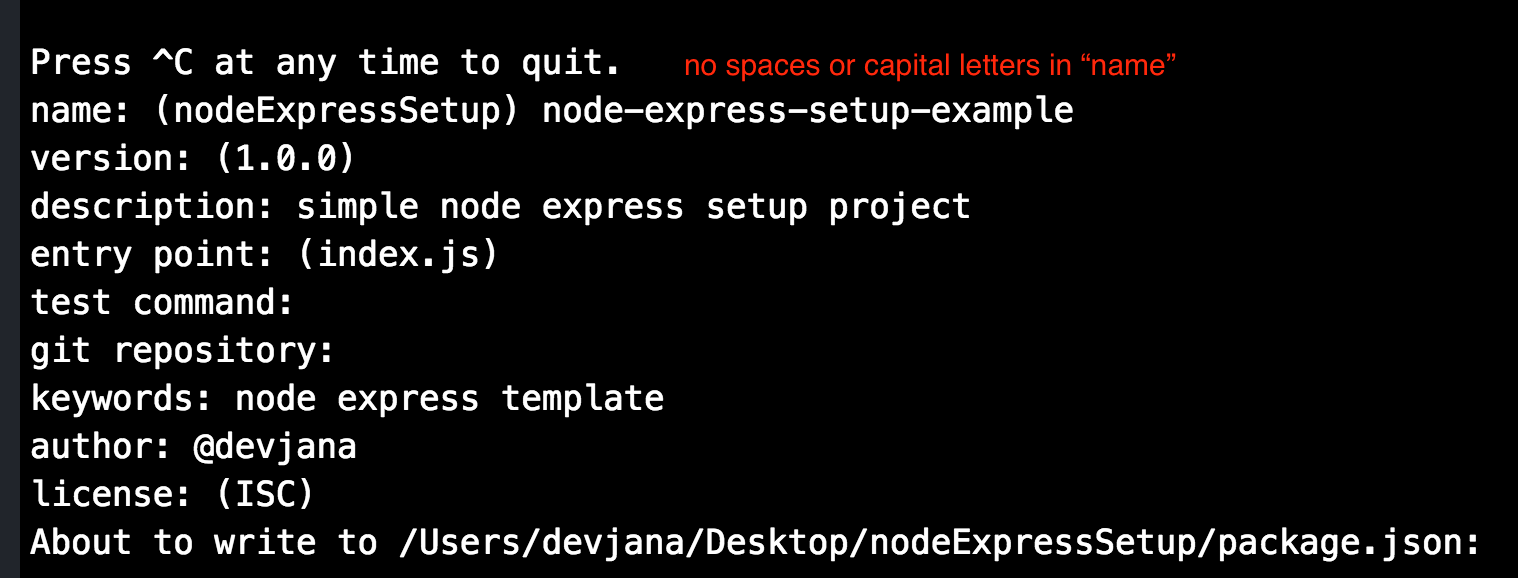 Press ^C at any time to quit. no spaces or capital letters in “name”
name: (nodeExpressSetup) node-express-setup-example
version: (1.0.0)
description: simple node express setup project
entry point: (index.js)
test command:
git repository:
keywords: node express template
author: @devjana
license: (ISC)
About to write to /Users/devjana/Desktop/nodeExpressSetup/package.json: